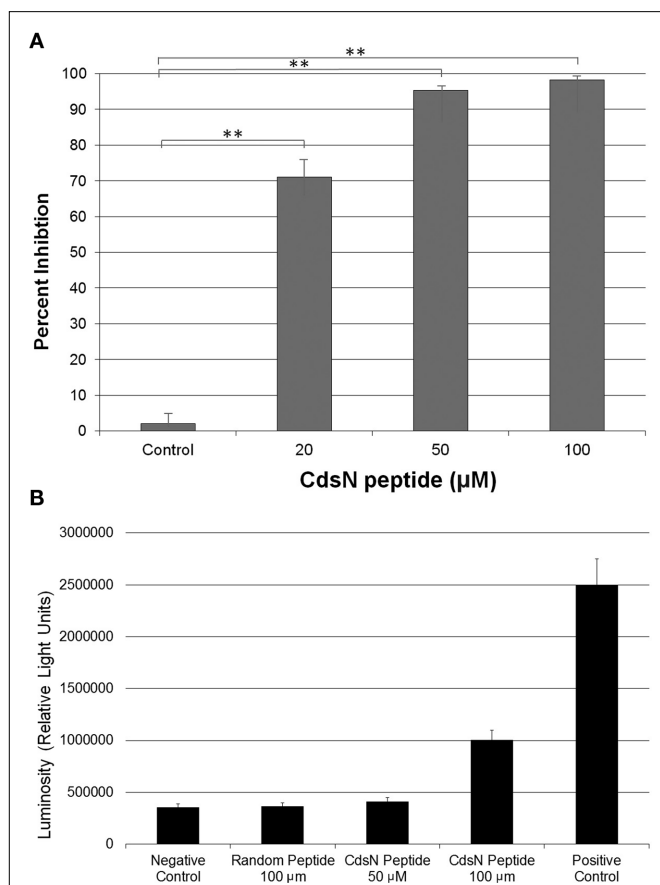 A
**
**
**
100
90
80
70
60
50
40
30
20
10
0
Percent Inhibtion
Control 20 50 100
CdsN peptide (µM)
B
3000000
2500000
2000000
1500000
1000000
500000
0
Luminosity (Relative Light Units)
Negative Random Peptide CdsN Peptide CdsN Peptide Positive
Control 100 µm 50 µM 100 µm Control